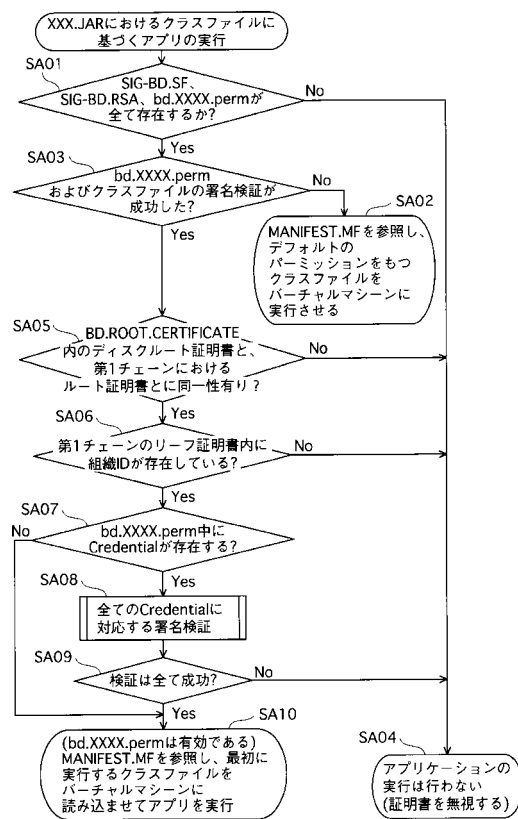 XXX.JARにおけるクラスファイルに
基づくアプリの実行
SA01
SIG-BD.SF、
SIG-BD.RSA、bd.XXXX.permが
全て存在するか?
No
Yes
SA03
bd.XXXX.perm
およびクラスファイルの署名検証が
成功した?
No
Yes
SA02
MANIFEST.MFを参照し、
デフォルトの
パーミッションをもつ
クラスファイルを
バーチャルマシーンに
実行させる
SA05
BD.ROOT.CERTIFICATE
内のディスクルート証明書と、
第1チェーンにおける
ルート証明書とに同一性有り?
No
Yes
SA06
第1チェーンのリーフ証明書内に
組織IDが存在している?
No
Yes
SA07
bd.XXXX.perm中に
Credentialが存在する?
No
Yes
SA08
全てのCredentialに
対応する署名検証
SA09
検証は全て成功?
No
Yes
SA10
(bd.XXXX.permは有効である)
MANIFEST.MFを参照し、最初に
実行するクラスファイルを
バーチャルマシーンに
読み込ませてアプリを実行
SA04
アプリケーションの
実行は行わない
(証明書を無視する)